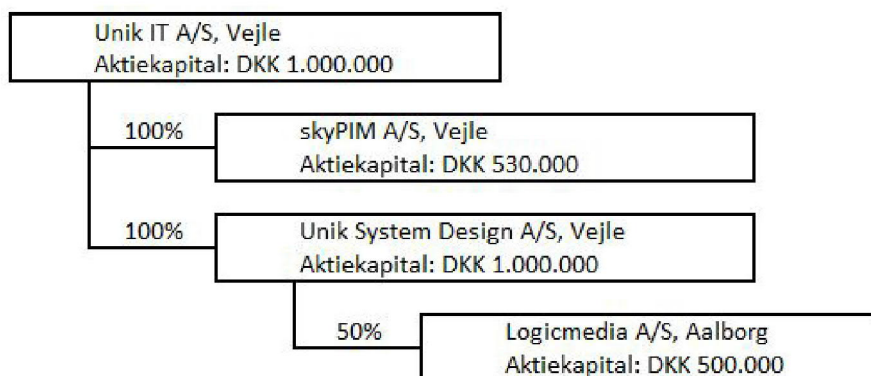 Unik IT A/S, Vejle
Aktiekapital: DKK 1.000.000
100%
skyPIM A/S, Vejle
Aktiekapital: DKK 530.000
100%
Unik System Design A/S, Vejle
Aktiekapital: DKK 1.000.000
50%
Logicmedia A/S, Aalborg
Aktiekapital: DKK 500.000